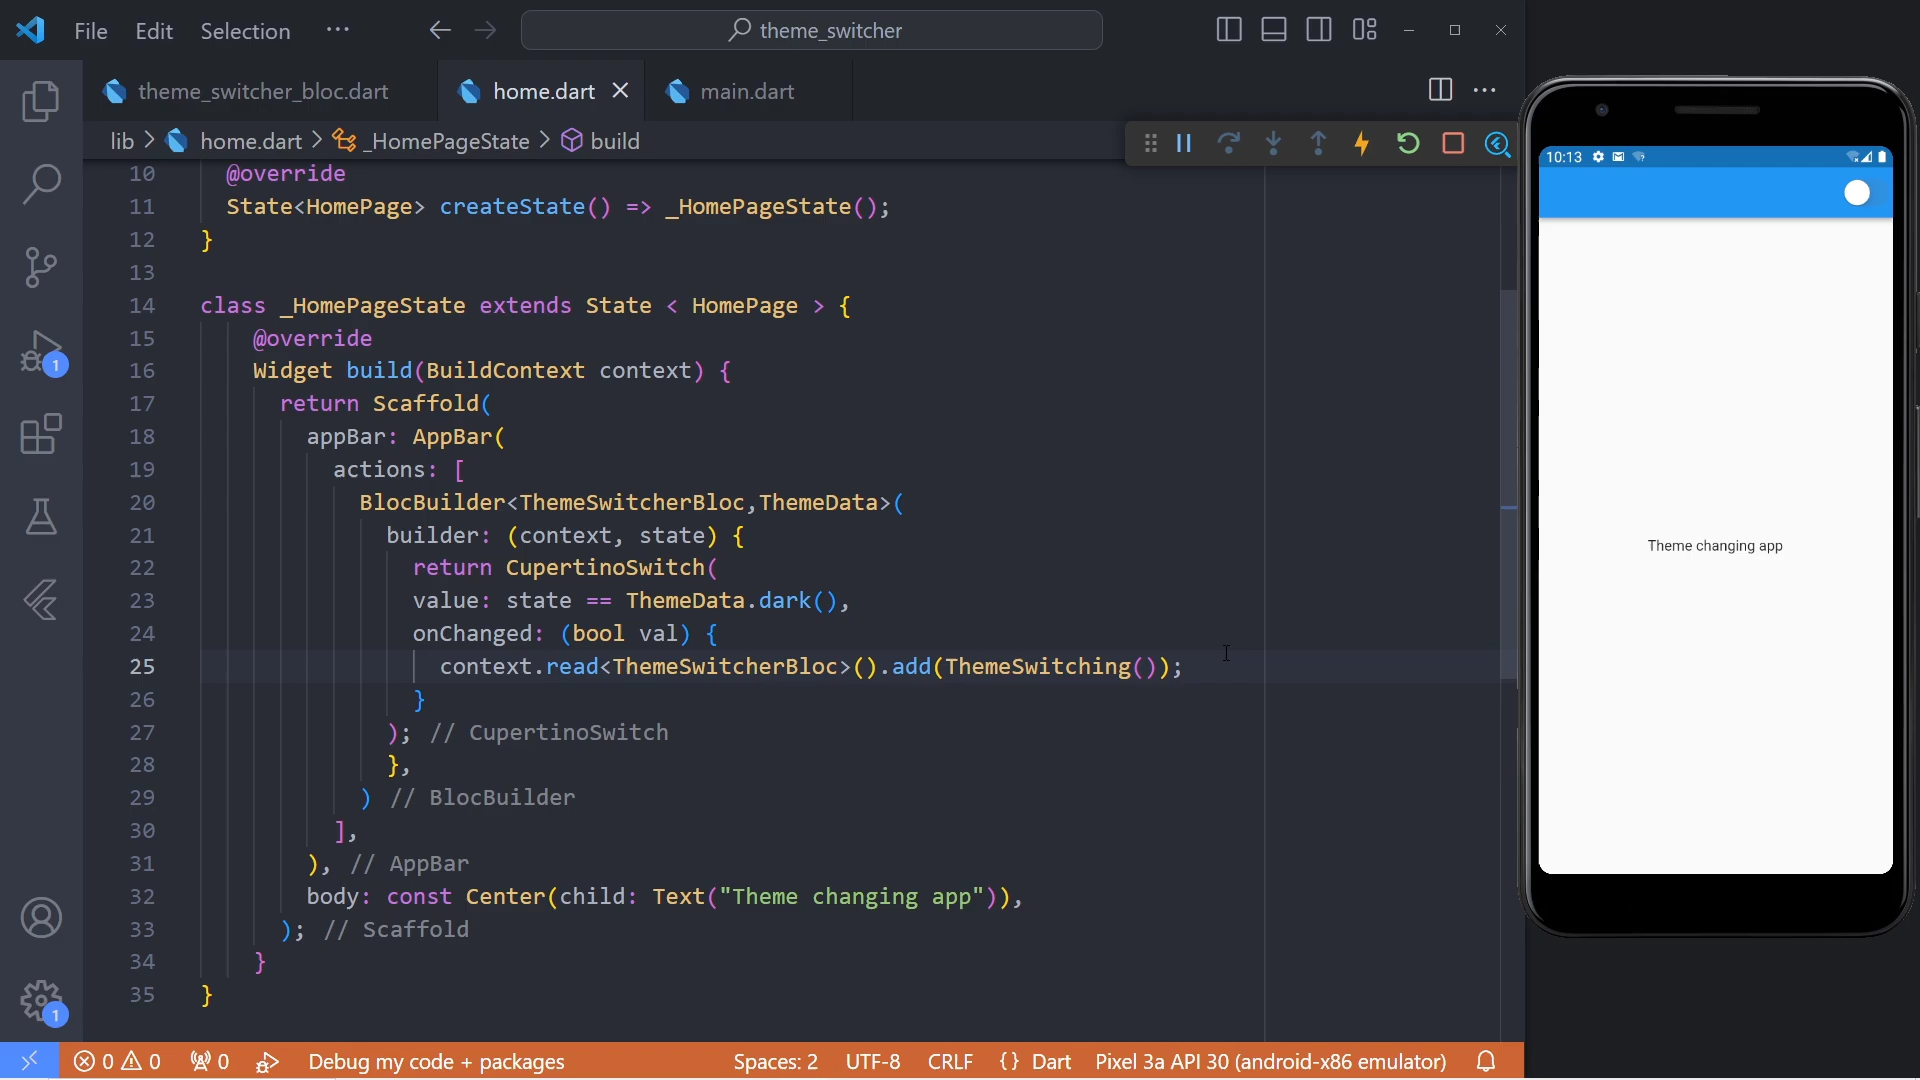 File Edit Selection ··· theme_switcher
theme_switcher_bloc.dart home.dart main.dart
lib > home.dart > _HomePageState > build
10 @override
11 State<HomePage> createState() => _HomePageState();
12 }
13
14 class _HomePageState extends State < HomePage > {
15 @override
16 Widget build(BuildContext context) {
17 return Scaffold(
18 appBar: AppBar(
19 actions: [
20 BlocBuilder<ThemeSwitcherBloc,ThemeData>(
21 builder: (context, state) {
22 return CupertinoSwitch(
23 value: state == ThemeData.dark(),
24 onChanged: (bool val) {
25 context.read<ThemeSwitcherBloc>().add(ThemeSwitching());
26 }
27 ); // CupertinoSwitch
28 },
29 ) // BlocBuilder
30 ],
31 ), // AppBar
32 body: const Center(child: Text("Theme changing app")),
33 ); // Scaffold
34 }
35 }
1
1
0 0 0 Debug my code + packages Spaces: 2 UTF-8 CRLF {} Dart Pixel 3a API 30 (android-x86 emulator)
10:13
Theme changing app